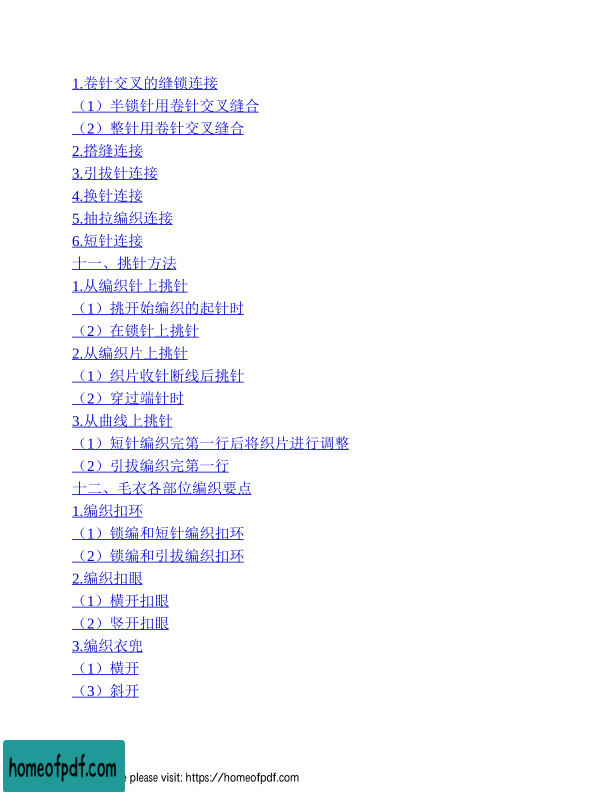 1.卷针交叉的缝锁连接
（1）半锁针用卷针交叉缝合
（2）整针用卷针交叉缝合
2.搭缝连接
3.引拔针连接
4.换针连接
5.抽拉编织连接
6.短针连接
十一、挑针方法
1.从编织针上挑针
（1）挑开始编织的起针时
（2）在锁针上挑针
2.从编织片上挑针
（1）织片收针断线后挑针
（2）穿过端针时
3.从曲线上挑针
（1）短针编织完第一行后将织片进行调整
（2）引拔编织完第一行
十二、毛衣各部位编织要点
1.编织扣环
（1）锁编和短针编织扣环
（2）锁编和引拔编织扣环
2.编织扣眼
（1）横开扣眼
（2）竖开扣眼
3.编织衣兜
（1）横开
（3）斜开
homeofpdf.com
e please visit: https://homeofpdf.com